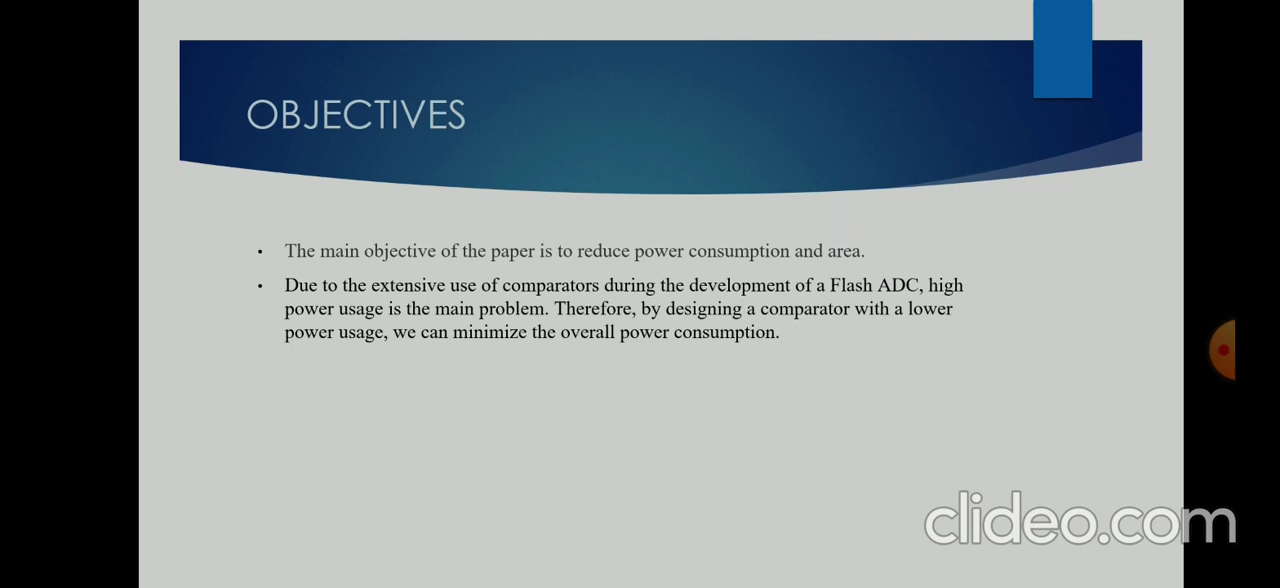 OBJECTIVES
• The main objective of the paper is to reduce power consumption and area.
• Due to the extensive use of comparators during the development of a Flash ADC, high
power usage is the main problem. Therefore, by designing a comparator with a lower
power usage, we can minimize the overall power consumption.
clideo.com